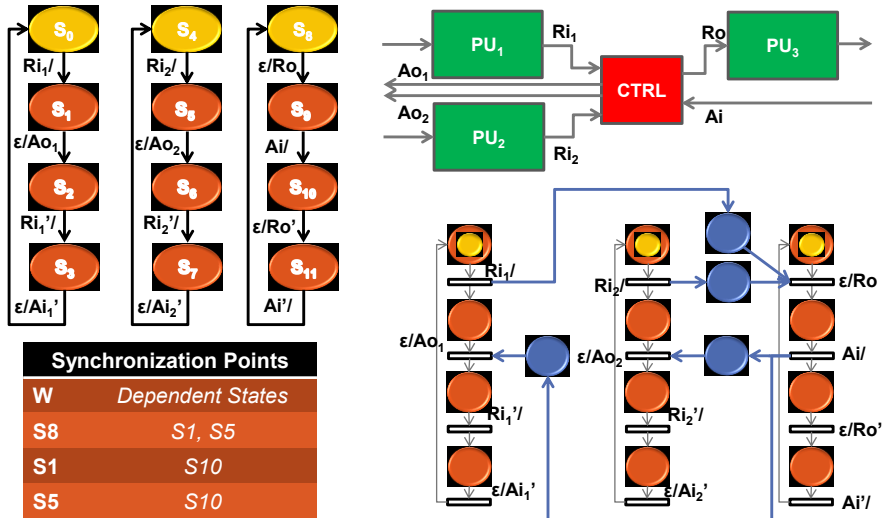 S0
Ri1/
S1
ε/Ao1
S2
Ri1'/
S3
ε/Ai1'
S4
Ri2/
S5
ε/Ao2
S6
Ri2'/
S7
ε/Ai2'
S8
ε/Ro
S9
Ai/
S10
ε/Ro'
S11
Ai'/
PU1
Ri1
Ro
PU3
Ao1
CTRL
Ao2
Ai
PU2
Ri2
Synchronization Points
W Dependent States
S8 S1, S5
S1 S10
S5 S10
Ri1/
ε/Ao1
Ri1'/
ε/Ai1'
Ri2/
ε/Ao2
Ri2'/
ε/Ai2'
ε/Ro
Ai/
ε/Ro'
Ai'/